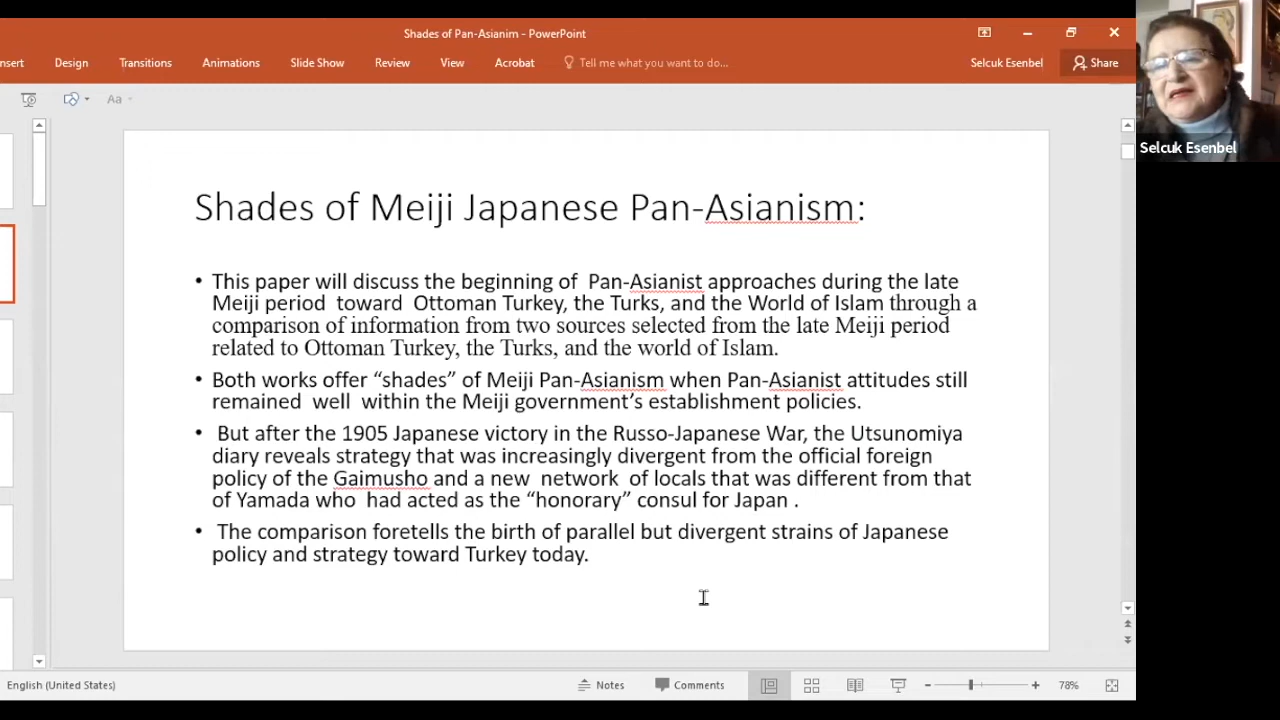 Shades of Pan-Asianim - PowerPoint
nsert Design Transitions Animations Slide Show Review View Acrobat Tell me what you want to do... Selcuk Esenbel Share
Aa
Selcuk Esenbel
Shades of Meiji Japanese Pan-Asianism:
• This paper will discuss the beginning of Pan-Asianist approaches during the late
Meiji period toward Ottoman Turkey, the Turks, and the World of Islam through a
comparison of information from two sources selected from the late Meiji period
related to Ottoman Turkey, the Turks, and the world of Islam.
• Both works offer “shades” of Meiji Pan-Asianism when Pan-Asianist attitudes still
remained well within the Meiji government’s establishment policies.
• But after the 1905 Japanese victory in the Russo-Japanese War, the Utsunomiya
diary reveals strategy that was increasingly divergent from the official foreign
policy of the Gaimusho and a new network of locals that was different from that
of Yamada who had acted as the “honorary” consul for Japan .
• The comparison foretells the birth of parallel but divergent strains of Japanese
policy and strategy toward Turkey today.
English (United States) Notes Comments 78%